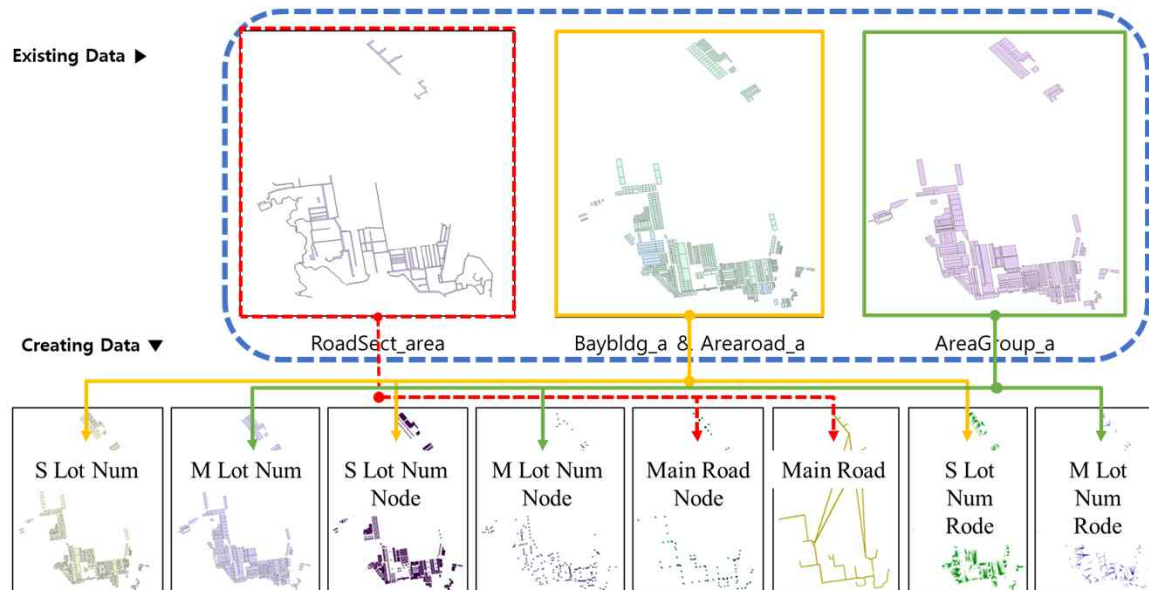 Existing Data ▶
RoadSect_area
Baybldg_a & Arearoad_a
AreaGroup_a
Creating Data ▼
S Lot Num
M Lot Num
S Lot Num
Node
M Lot Num
Node
Main Road
Node
Main Road
S Lot
Num
Rode
M Lot
Num
Rode